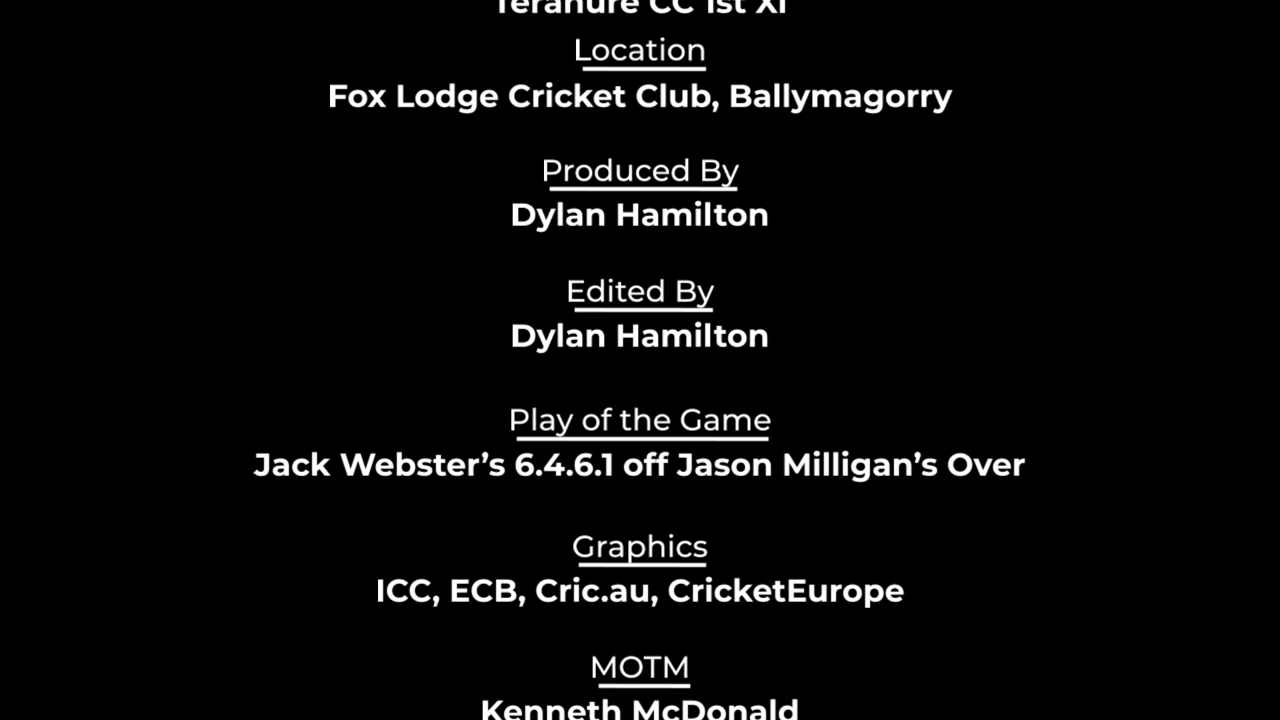 Terenure CC 1st XI
Location
Fox Lodge Cricket Club, Ballymagorry
Produced By
Dylan Hamilton
Edited By
Dylan Hamilton
Play of the Game
Jack Webster’s 6.4.6.1 off Jason Milligan’s Over
Graphics
ICC, ECB, Cric.au, CricketEurope
MOTM
Kenneth McDonald